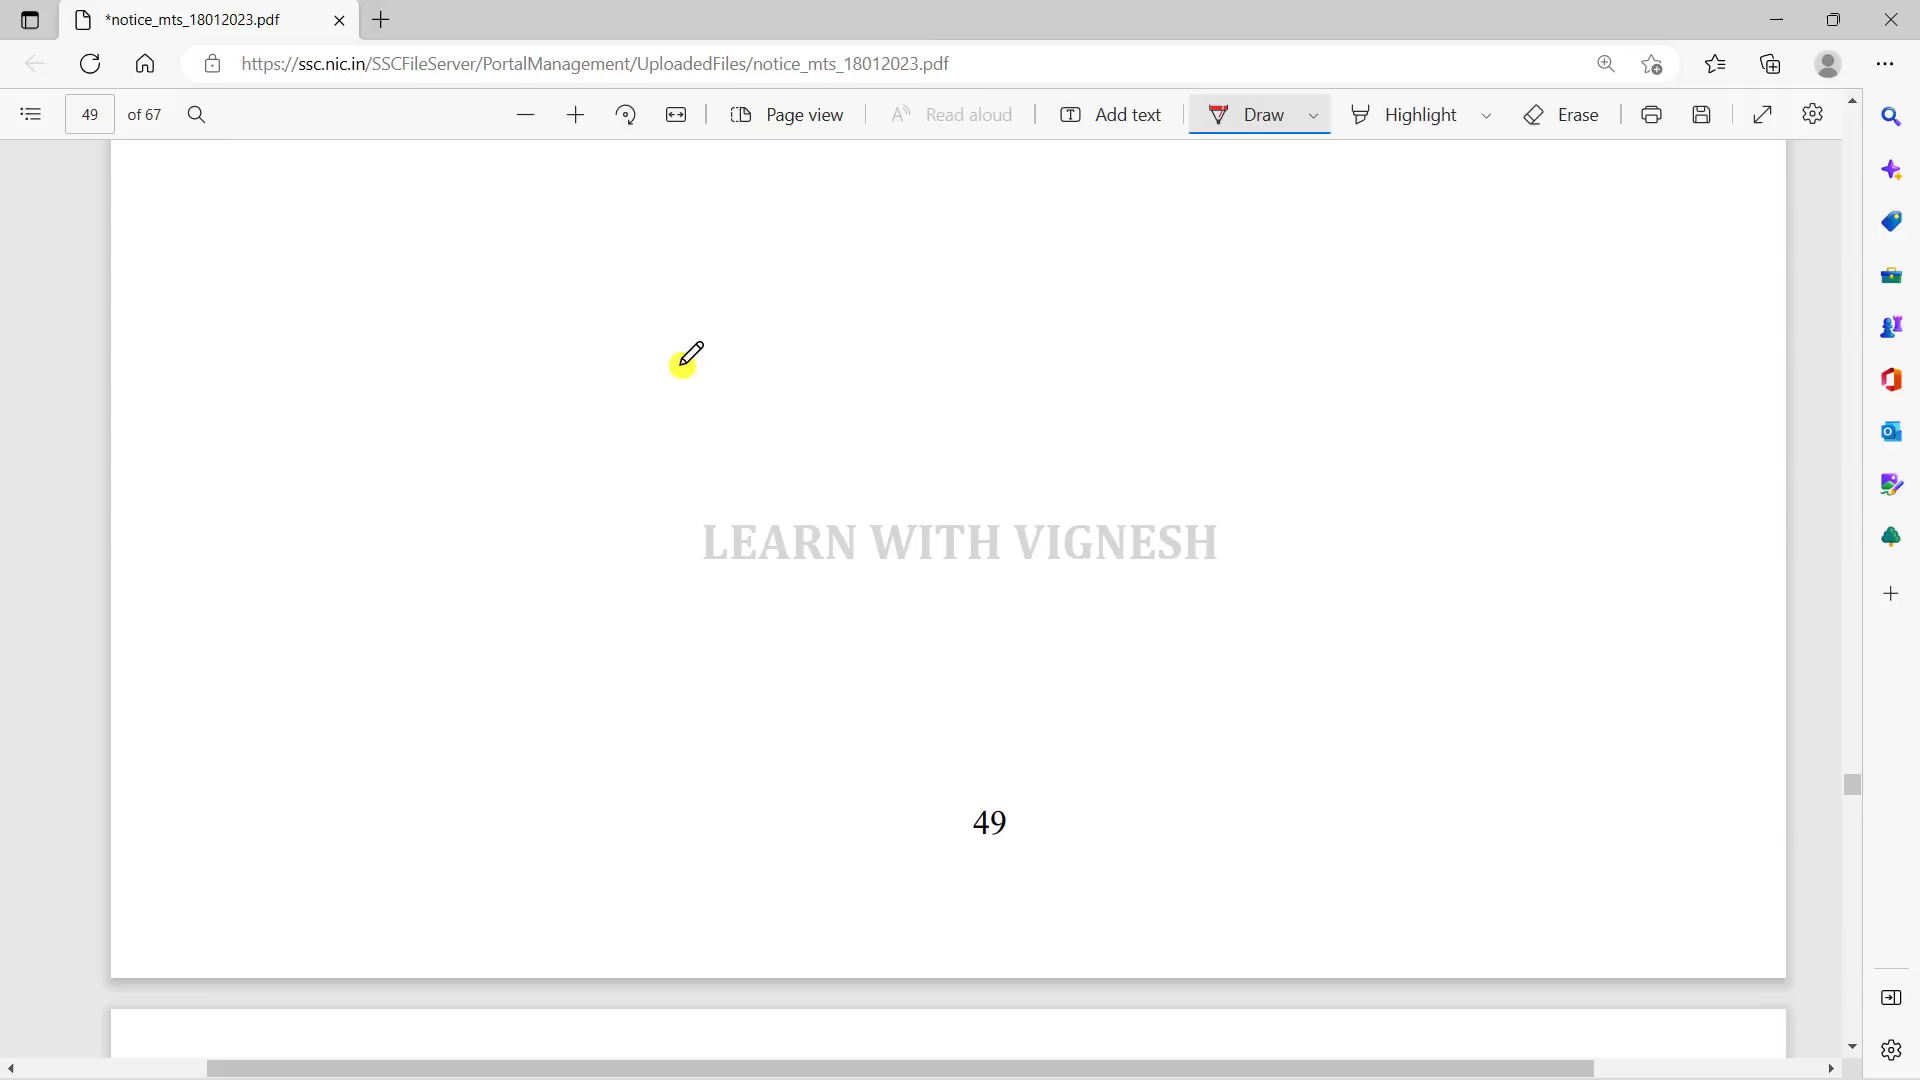 *notice_mts_18012023.pdf
https://ssc.nic.in/SSCFileServer/PortalManagement/UploadedFiles/notice_mts_18012023.pdf
49 of 67
Page view
Read aloud
Add text
Draw
Highlight
Erase
LEARN WITH VIGNESH
49